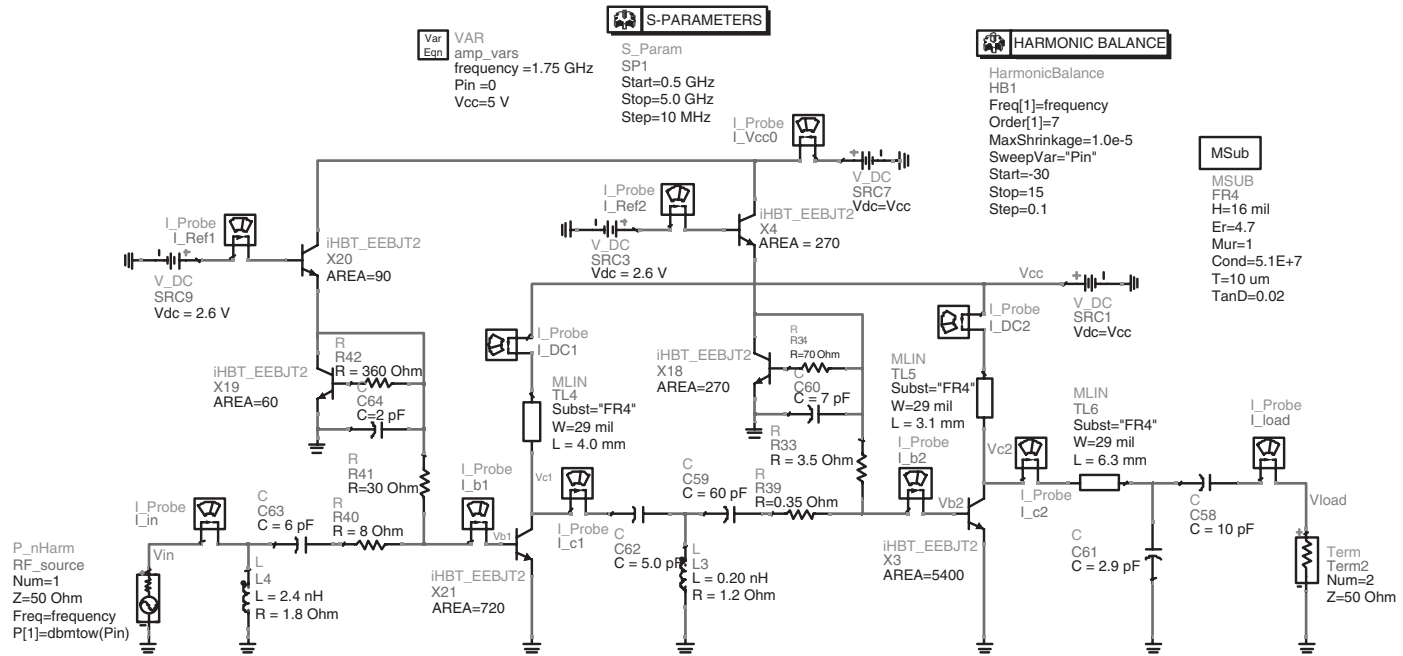 S-PARAMETERS
Var
Eqn
VAR
amp_vars
frequency =1.75 GHz
Pin =0
Vcc=5 V
S_Param
SP1
Start=0.5 GHz
Stop=5.0 GHz
Step=10 MHz
HARMONIC BALANCE
HarmonicBalance
HB1
Freq[1]=frequency
Order[1]=7
MaxShrinkage=1.0e-5
SweepVar="Pin"
Start=-30
Stop=15
Step=0.1
MSub
MSUB
FR4
H=16 mil
Er=4.7
Mur=1
Cond=5.1E+7
T=10 um
TanD=0.02
I_Probe
I_Vcc0
V_DC
SRC7
Vdc=Vcc
I_Probe
I_Ref2
iHBT_EEBJT2
X4
AREA = 270
V_DC
SRC3
Vdc = 2.6 V
I_Probe
I_Ref1
iHBT_EEBJT2
X20
AREA=90
V_DC
SRC9
Vdc = 2.6 V
Vcc
V_DC
SRC1
Vdc=Vcc
I_Probe
I_DC1
I_Probe
I_DC2
R
R42
R = 360 Ohm
iHBT_EEBJT2
X19
AREA=60
C
C64
C=2 pF
MLIN
TL4
Subst="FR4"
W=29 mil
L = 4.0 mm
R
R34
R=70 Ohm
iHBT_EEBJT2
X18
AREA=270
C
C60
C = 7 pF
MLIN
TL5
Subst="FR4"
W=29 mil
L = 3.1 mm
MLIN
TL6
Subst="FR4"
W=29 mil
L = 6.3 mm
I_Probe
I_load
R
R41
R=30 Ohm
R
R33
R = 3.5 Ohm
I_Probe
I_in
C
C63
C = 6 pF
R
R40
R = 8 Ohm
I_Probe
I_b1
Vb1
Vc1
I_Probe
I_c1
C
C59
C = 60 pF
R
R39
R=0.35 Ohm
I_Probe
I_b2
Vb2
Vc2
I_Probe
I_c2
C
C58
C = 10 pF
Vload
P_nHarm
RF_source
Num=1
Z=50 Ohm
Freq=frequency
P[1]=dbmtow(Pin)
Vin
L
L4
L = 2.4 nH
R = 1.8 Ohm
iHBT_EEBJT2
X21
AREA=720
C
C62
C = 5.0 pF
L
L3
L = 0.20 nH
R = 1.2 Ohm
iHBT_EEBJT2
X3
AREA=5400
C
C61
C = 2.9 pF
Term
Term2
Num=2
Z=50 Ohm